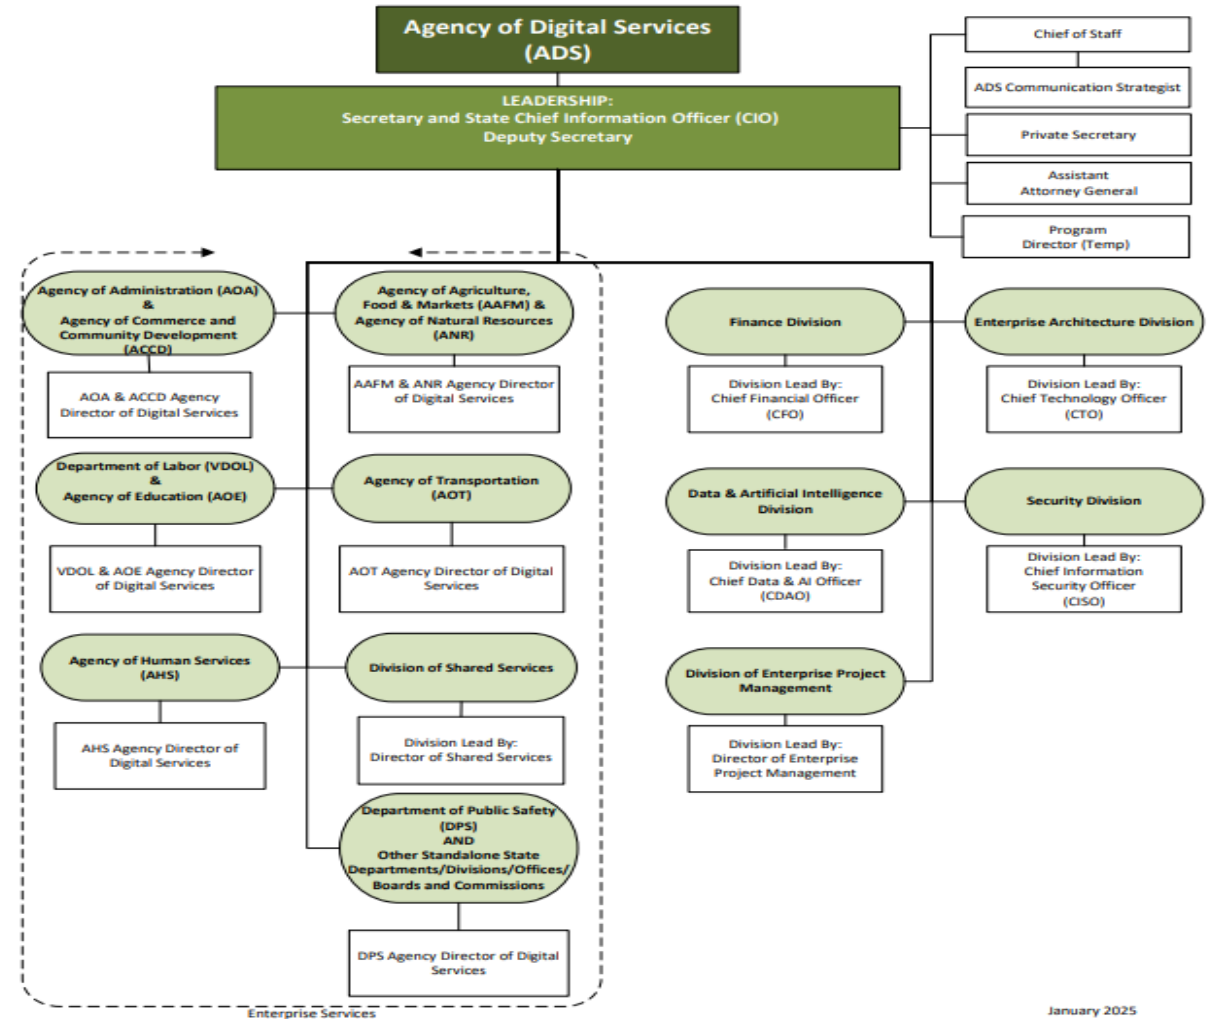 Agency of Digital Services
(ADS)
LEADERSHIP:
Secretary and State Chief Information Officer (CIO)
Deputy Secretary
Chief of Staff
ADS Communication Strategist
Private Secretary
Assistant
Attorney General
Program
Director (Temp)
Agency of Administration (AOA)
&
Agency of Commerce and
Community Development
(ACCD)
AOA & ACCD Agency
Director of Digital Services
Agency of Agriculture,
Food & Markets (AAFM) &
Agency of Natural Resources
(ANR)
AAFM & ANR Agency Director
of Digital Services
Department of Labor (VDOL)
&
Agency of Education (AOE)
VDOL & AOE Agency Director
of Digital Services
Agency of Transportation
(AOT)
AOT Agency Director of Digital
Services
Agency of Human Services
(AHS)
AHS Agency Director of
Digital Services
Division of Shared Services
Division Lead By:
Director of Shared Services
Department of Public Safety
(DPS)
AND
Other Standalone State
Departments/Divisions/Offices/
Boards and Commissions
DPS Agency Director of Digital
Services
Enterprise Services
Finance Division
Division Lead By:
Chief Financial Officer
(CFO)
Enterprise Architecture Division
Division Lead By:
Chief Technology Officer
(CTO)
Data & Artificial Intelligence
Division
Division Lead By:
Chief Data & AI Officer
(CDAO)
Security Division
Division Lead By:
Chief Information
Security Officer
(CISO)
Division of Enterprise Project
Management
Division Lead By:
Director of Enterprise
Project Management
January 2025